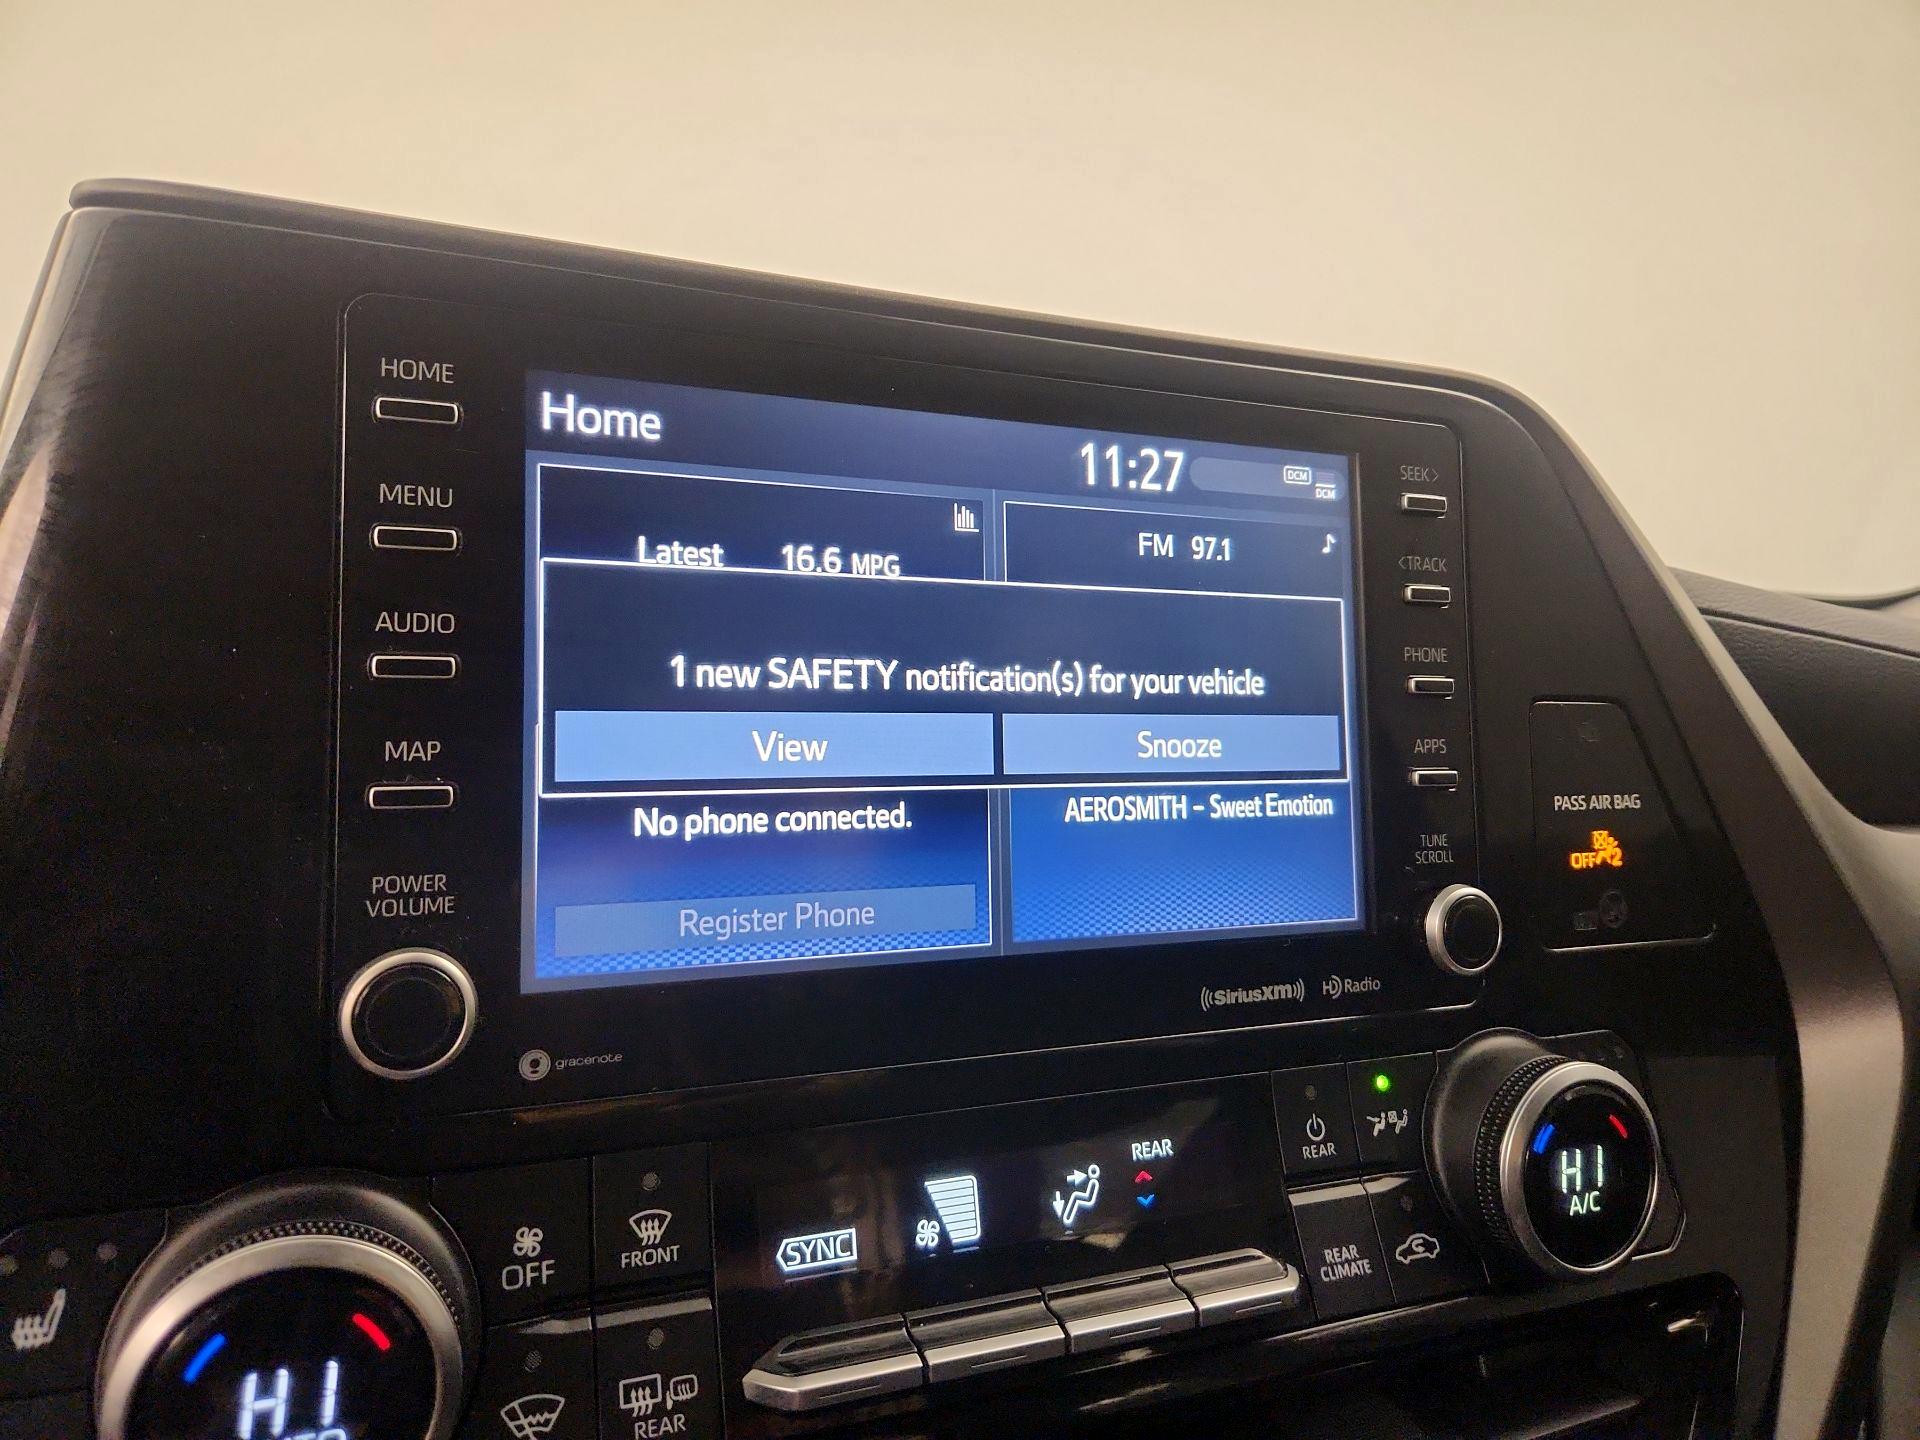 HOME
MENU
AUDIO
MAP
POWER
VOLUME
Home
11:27
DCM
DCM
Latest 16.6 MPG
FM 97.1
1 new SAFETY notification(s) for your vehicle
View
Snooze
No phone connected.
AEROSMITH - Sweet Emotion
Register Phone
SEEK >
< TRACK
PHONE
APPS
TUNE
SCROLL
PASS AIR BAG
OFF 2
gracenote
((SiriusXM))
HD Radio
OFF
FRONT
REAR
SYNC
REAR
REAR
REAR
CLIMATE
HI
A/C
HI